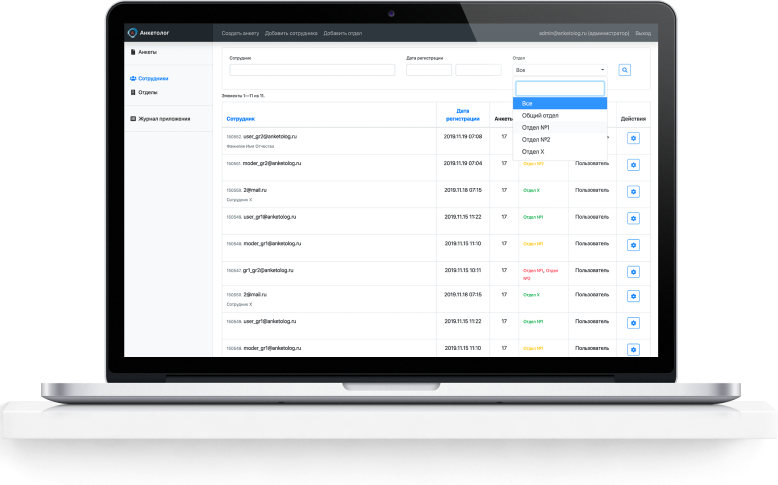 Анкетолог
Создать анкету Добавить сотрудника Добавить отдел admin@anketolog.ru (администратор) Выход
Анкеты
Сотрудники
Отделы
Журнал приложения
Сотрудник Дата регистрации Отдел
Все
Элементы 1—11 из 11.
Все
Общий отдел
Отдел №1
Отдел №2
Отдел X
Сотрудник Дата регистрации Анкеты Действия
150552. user_gr2@anketolog.ru 2019.11.19 07:08 17
Фамилия Имя Отчество
150551. moder_gr2@anketolog.ru 2019.11.19 07:04 17 Отдел №2 Пользователь
150550. 2@mail.ru 2019.11.18 07:15 17 Отдел X Пользователь
Сотрудник X
150549. user_gr1@anketolog.ru 2019.11.15 11:22 17 Отдел №1 Пользователь
150548. moder_gr1@anketolog.ru 2019.11.15 11:10 17 Отдел №1 Пользователь
150547. gr1_gr2@anketolog.ru 2019.11.15 10:11 17 Отдел №1, Отдел №2 Пользователь
150550. 2@mail.ru 2019.11.18 07:15 17 Отдел X Пользователь
Сотрудник X
150549. user_gr1@anketolog.ru 2019.11.15 11:22 17 Отдел №1 Пользователь
150548. moder_gr1@anketolog.ru 2019.11.15 11:10 17 Отдел №1 Пользователь